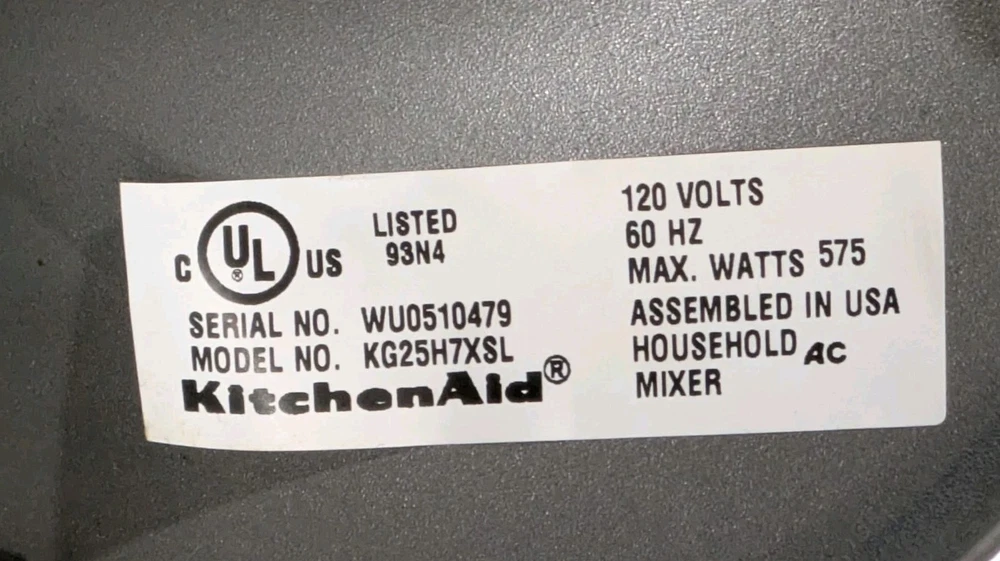 C UL® US
LISTED
93N4
SERIAL NO. WU0510479
MODEL NO. KG25H7XSL
KitchenAid®
120 VOLTS
60 HZ
MAX. WATTS 575
ASSEMBLED IN USA
HOUSEHOLD AC
MIXER